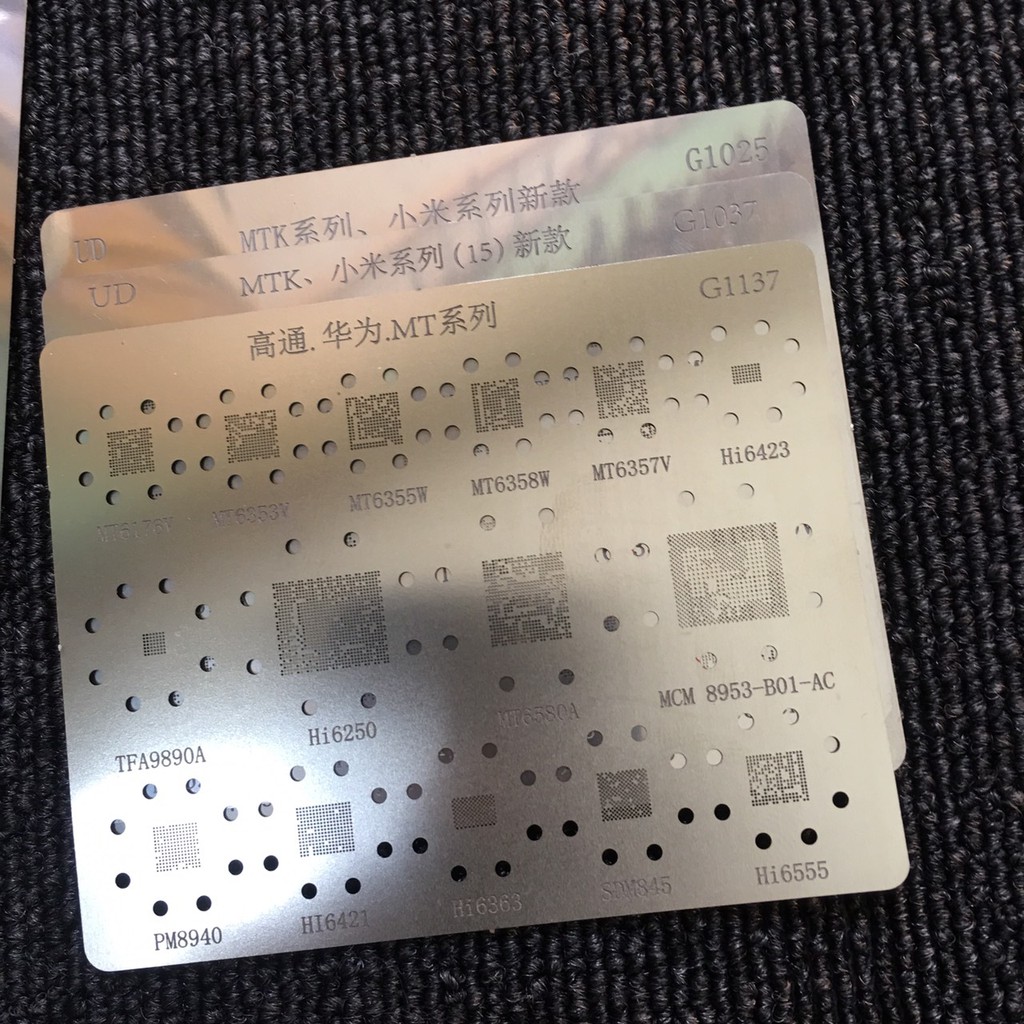 G1025
UD MTK系列、小米系列新款
G1037
UD MTK、小米系列 (15) 新款
G1137
高通.华为.MT系列
MT6176V MT6353V MT6355W MT6358W MT6357V Hi6423
TFA9890A Hi6250 MT6580A MCM 8953-B01-AC
PM8940 HI6421 Hi6363 SDM845 Hi6555